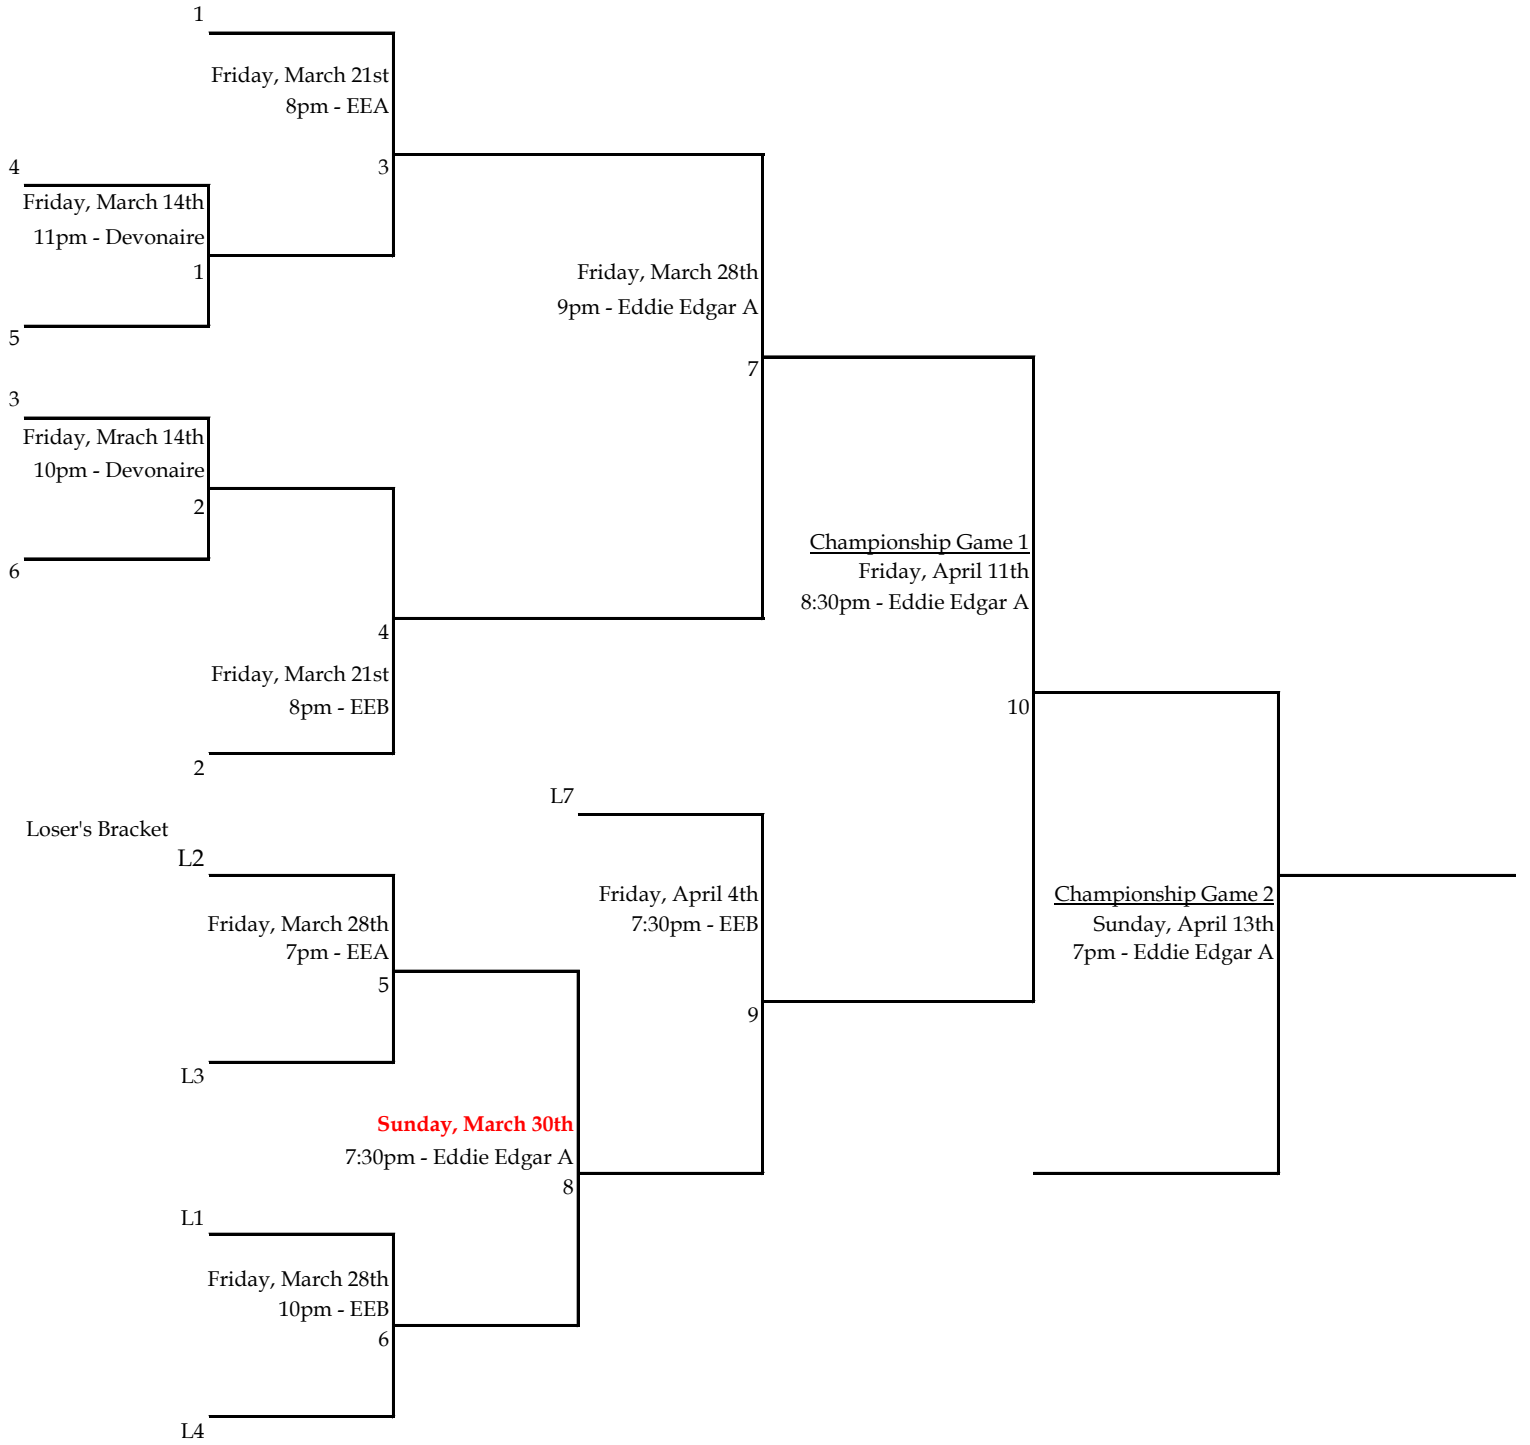 1
Friday, March 21st
8pm - EEA
3
4
Friday, March 14th
11pm - Devonaire
1
5
Friday, March 28th
9pm - Eddie Edgar A
7
3
Friday, Mrach 14th
10pm - Devonaire
2
6
4
Friday, March 21st
8pm - EEB
2
Championship Game 1
Friday, April 11th
8:30pm - Eddie Edgar A
10
L7
Loser's Bracket
L2
Friday, March 28th
7pm - EEA
5
L3
Friday, April 4th
7:30pm - EEB
9
Championship Game 2
Sunday, April 13th
7pm - Eddie Edgar A
Sunday, March 30th
7:30pm - Eddie Edgar A
8
L1
Friday, March 28th
10pm - EEB
6
L4